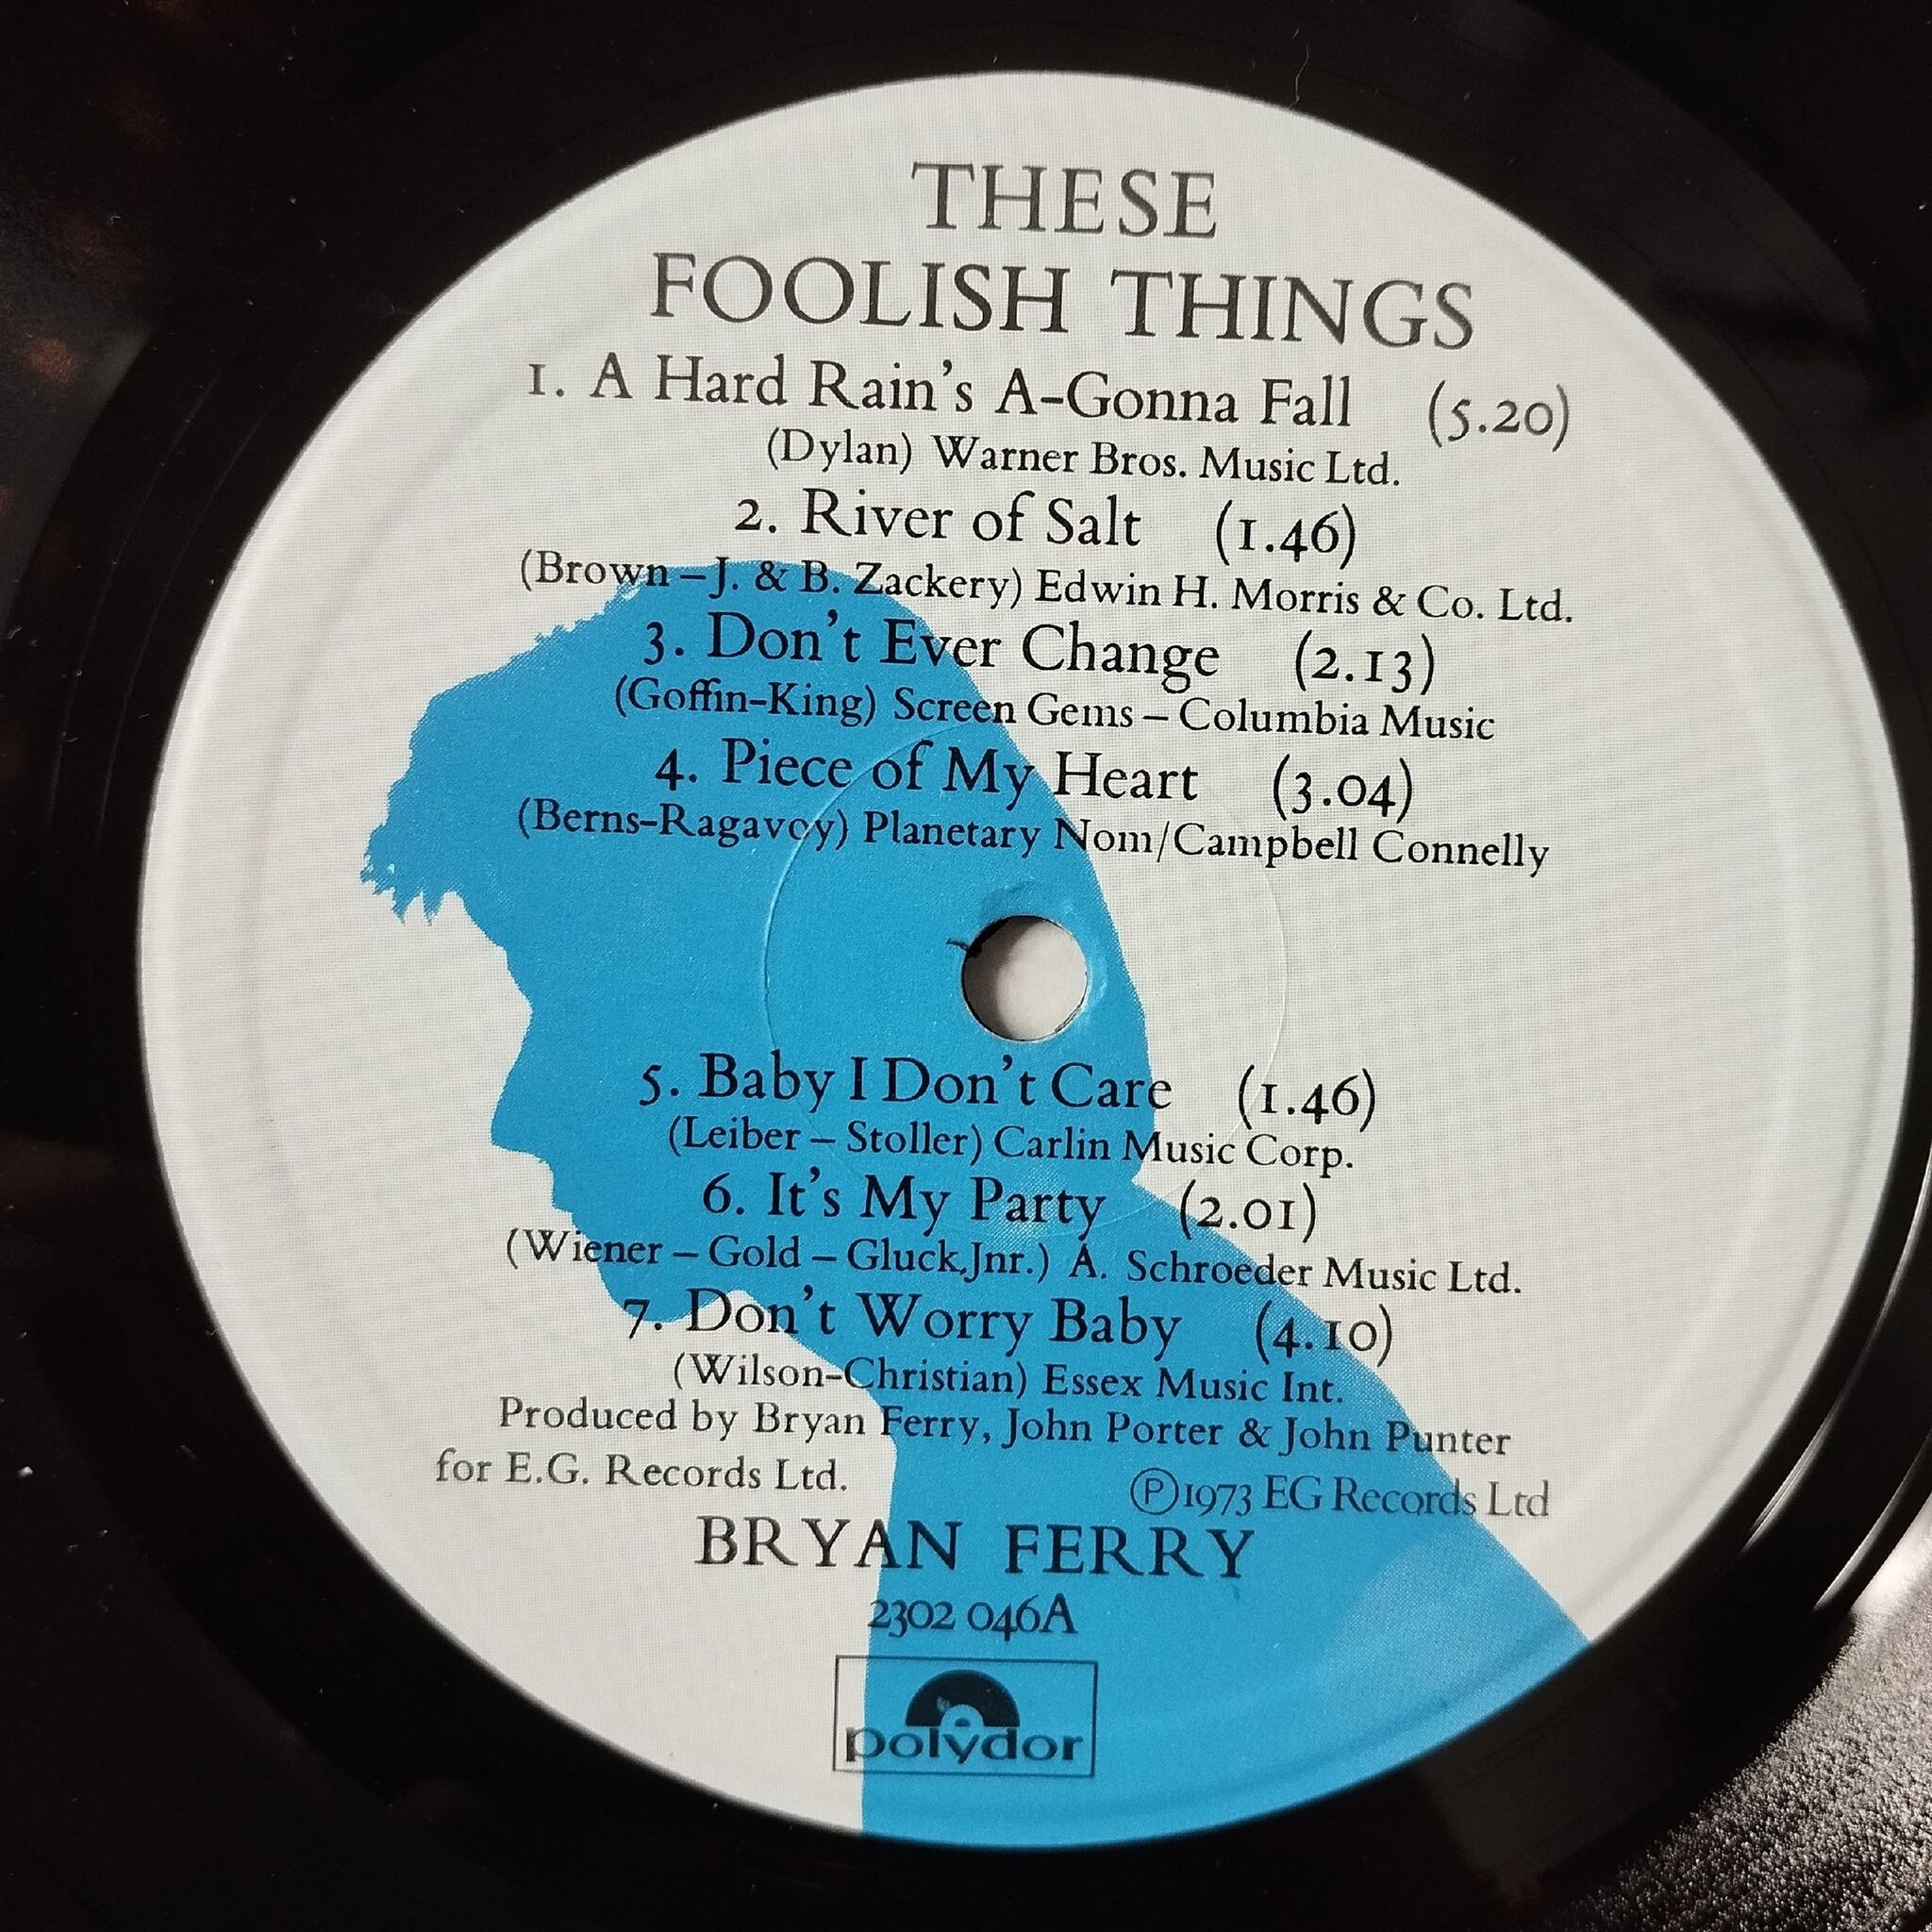 THESE
FOOLISH THINGS
1. A Hard Rain's A-Gonna Fall (5.20)
(Dylan) Warner Bros. Music Ltd.
2. River of Salt (1.46)
(Brown – J. & B. Zackery) Edwin H. Morris & Co. Ltd.
3. Don't Ever Change (2.13)
(Goffin-King) Screen Gems – Columbia Music
4. Piece of My Heart (3.04)
(Berns-Ragavoy) Planetary Nom/Campbell Connelly
5. Baby I Don't Care (1.46)
(Leiber – Stoller) Carlin Music Corp.
6. It's My Party (2.01)
(Wiener – Gold – Gluck,Jnr.) A. Schroeder Music Ltd.
7. Don't Worry Baby (4.10)
(Wilson-Christian) Essex Music Int.
Produced by Bryan Ferry, John Porter & John Punter
for E.G. Records Ltd. ℗1973 EG Records Ltd
BRYAN FERRY
2302 046A
polydor